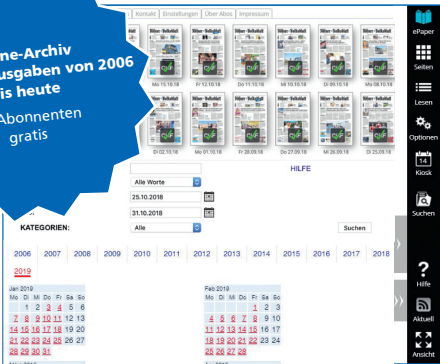 Kontakt | Einstellungen | Über Abos | Impressum
ne-Archiv
usgaben von 2006
is heute
Abonnenten
gratis
Mo 15.10.18 Fr 12.10.18 Do 11.10.18 Mi 10.10.18 Di 09.10.18 Mo 08.10.18
Di 02.10.18 Mo 01.10.18 Fr 28.09.18 Do 27.09.18 Mi 26.09.18 Di 25.09.18
HILFE
Alle Worte
25.10.2018
31.10.2018
KATEGORIEN: Alle Suchen
2006 2007 2008 2009 2010 2011 2012 2013 2014 2015 2016 2017 2018
2019
Jan 2019
Mo Di Mi Do Fr Sa So
1 2 3 4 5 6
7 8 9 10 11 12 13
14 15 16 17 18 19 20
21 22 23 24 25 26 27
28 29 30 31
Feb 2019
Mo Di Mi Do Fr Sa So
1 2 3
4 5 6 7 8 9 10
11 12 13 14 15 16 17
18 19 20 21 22 23 24
25 26 27 28
ePaper
Seiten
Lesen
Optionen
14
Kiosk
Suchen
?
Hilfe
Aktuell
Ansicht